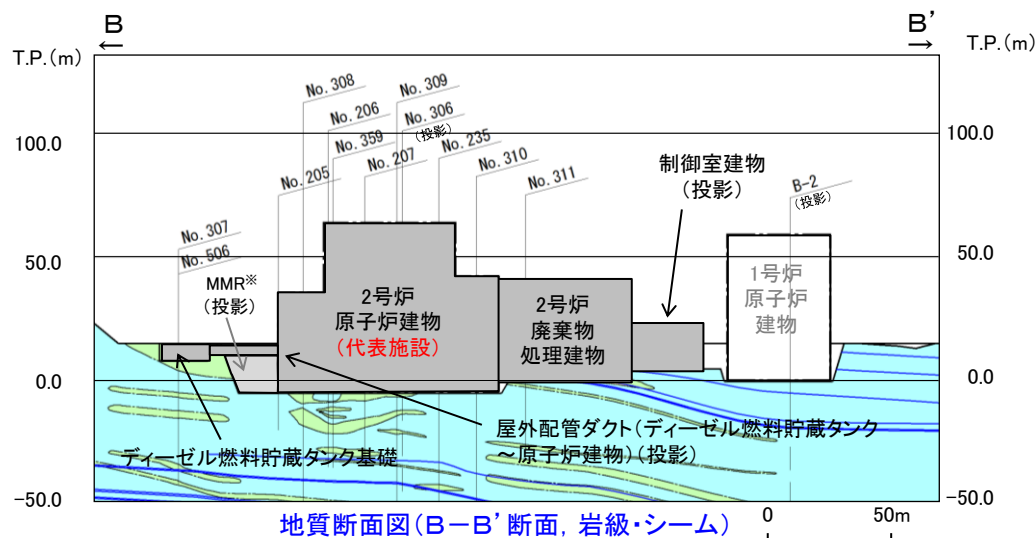 B
B’
T.P.(m)
T.P.(m)
No. 308
No. 309
No. 206
No. 306
(投影)
No. 359
No. 235
No. 205
No. 207
No. 310
No. 311
B-2
(投影)
No. 307
No. 506
100.0
100.0
50.0
50.0
0.0
0.0
-50.0
-50.0
制御室建物
(投影)
MMR※
(投影)
2号炉
原子炉建物
(代表施設)
2号炉
廃棄物
処理建物
1号炉
原子炉
建物
屋外配管ダクト(ディーゼル燃料貯蔵タンク
~原子炉建物)(投影)
ディーゼル燃料貯蔵タンク基礎
地質断面図(B-B’断面,岩級・シーム)
0 50m